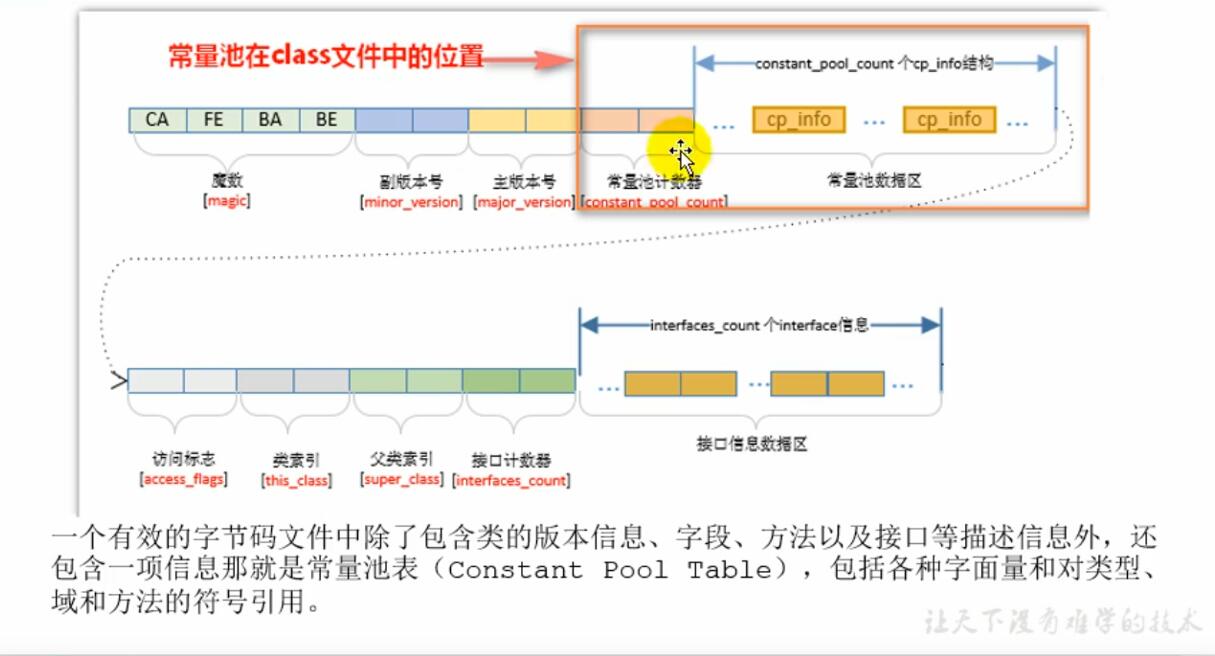 常量池在class文件中的位置
constant_pool_count 个cp_info结构
CA FE BA BE ... cp_info ... cp_info ...
魔数 副版本号 主版本号 常量池计数器 常量池数据区
[magic] [minor_version] [major_version] [constant_pool_count]
interfaces_count 个interface信息
... ... ...
访问标志 类索引 父类索引 接口计数器 接口信息数据区
[access_flags] [this_class] [super_class] [interfaces_count]
一个有效的字节码文件中除了包含类的版本信息、字段、方法以及接口等描述信息外，还
包含一项信息那就是常量池表（Constant Pool Table），包括各种字面量和对类型、
域和方法的符号引用。
让天下没有难学的技术